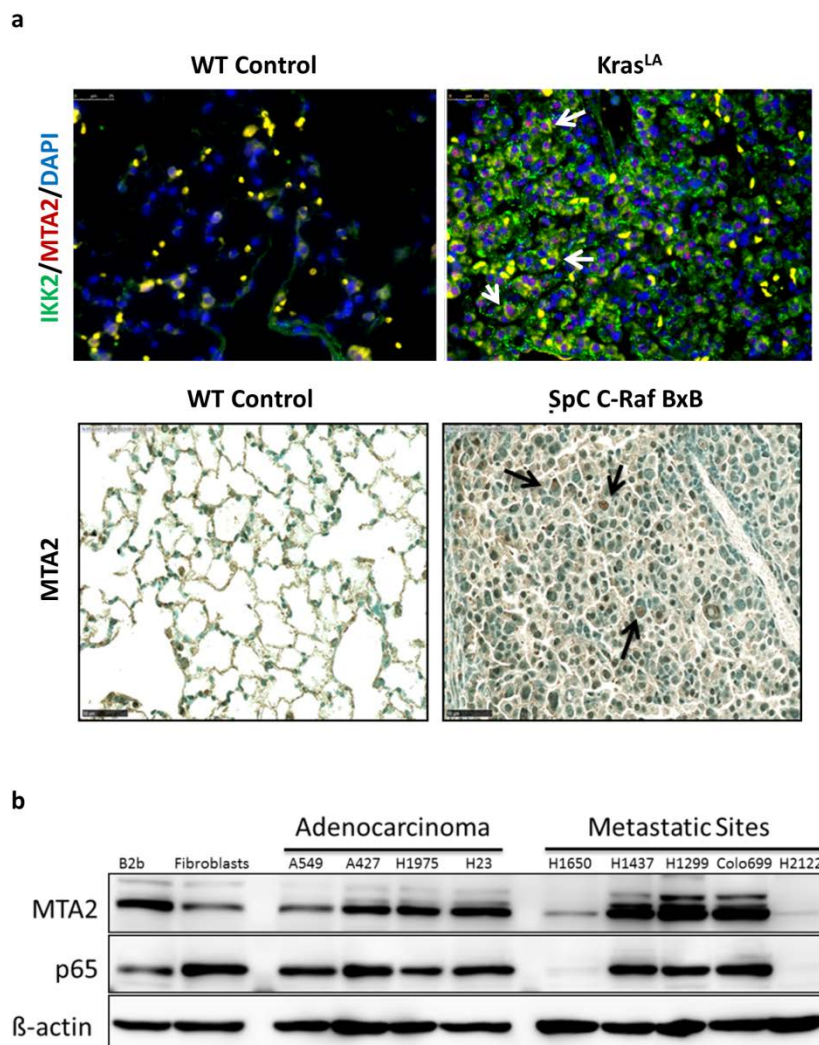 a
WT Control
Kras^LA
IKK2/MTA2/DAPI
WT Control
SpC C-Raf BxB
MTA2
b
Adenocarcinoma
Metastatic Sites
B2b Fibroblasts A549 A427 H1975 H23 H1650 H1437 H1299 Colo699 H2122
MTA2
p65
ß-actin